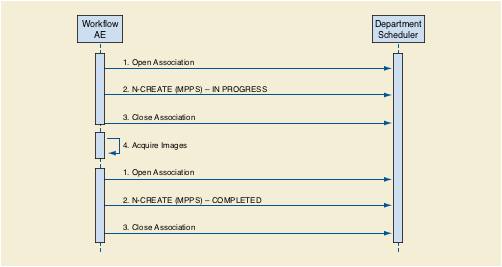 Workflow
AE
Department
Scheduler
1. Open Association
2. N-CREATE (MPPS) – IN PROGRESS
3. Close Association
4. Acquire Images
1. Open Association
2. N-CREATE (MPPS) – COMPLETED
3. Close Association